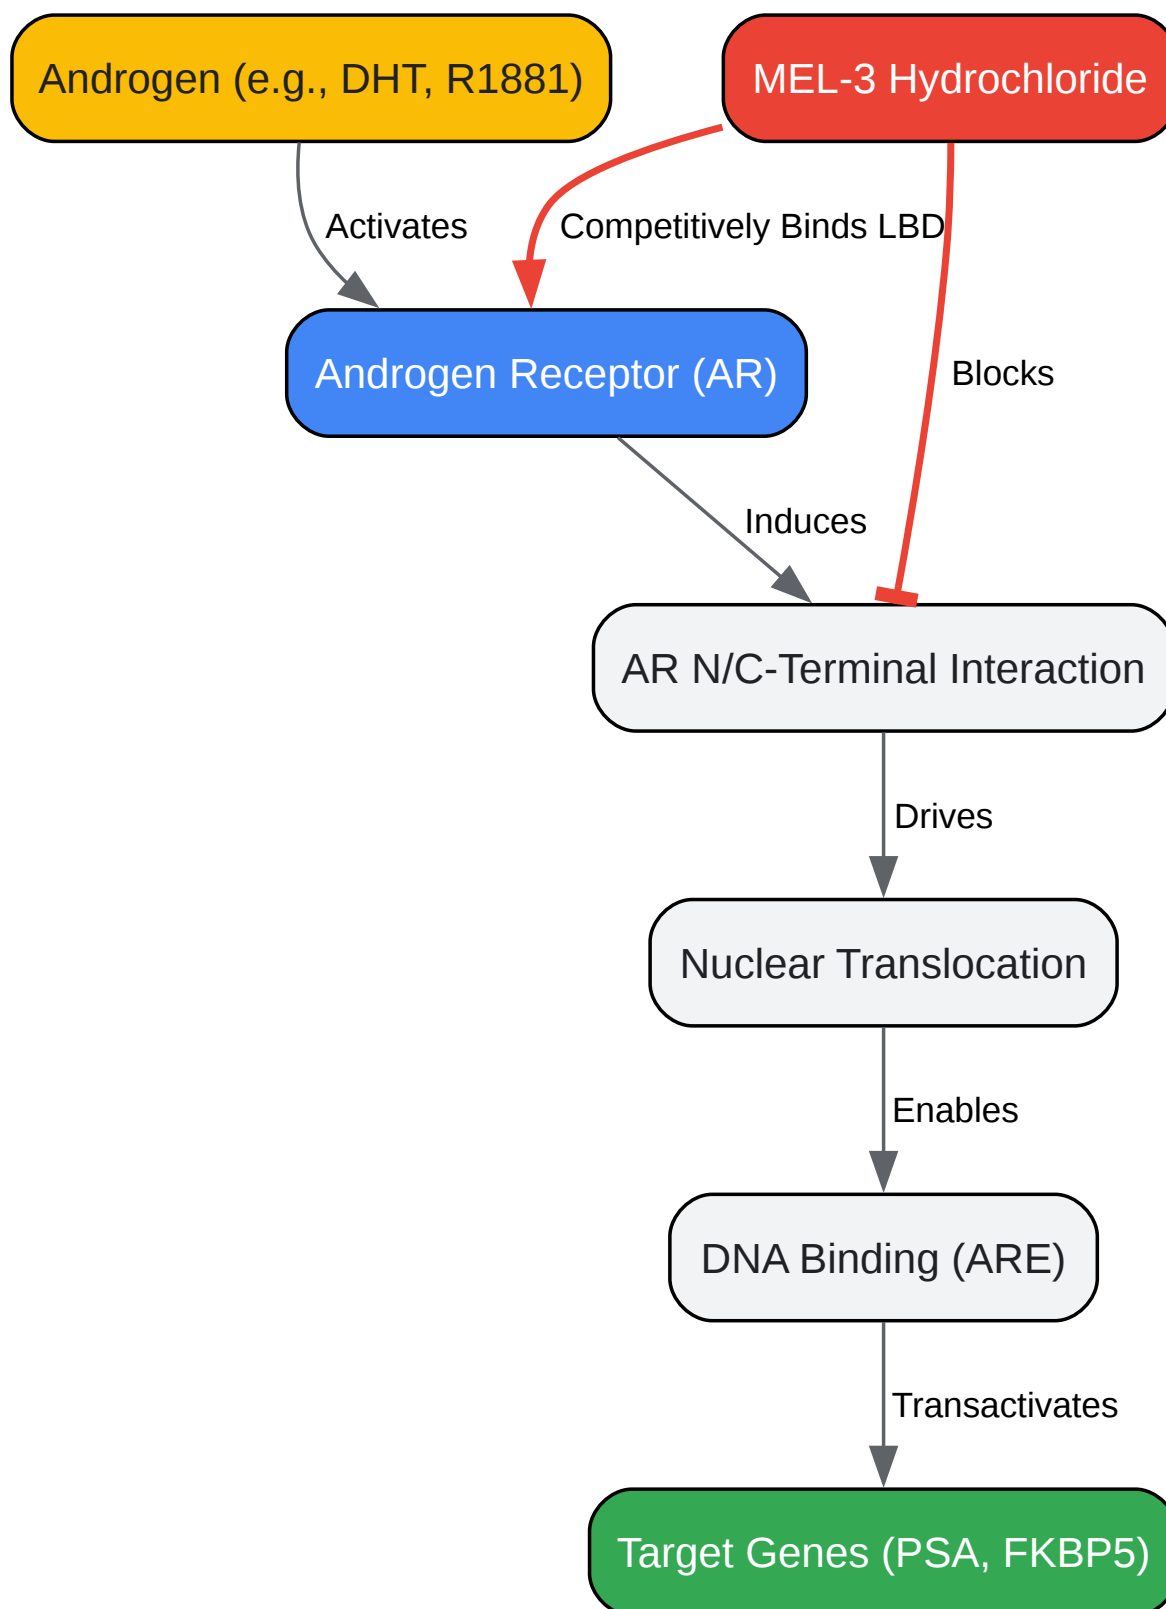 Androgen (e.g., DHT, R1881)
MEL-3 Hydrochloride
Activates
Competitively Binds LBD
Androgen Receptor (AR)
Blocks
Induces
AR N/C-Terminal Interaction
Drives
Nuclear Translocation
Enables
DNA Binding (ARE)
Transactivates
Target Genes (PSA, FKBP5)